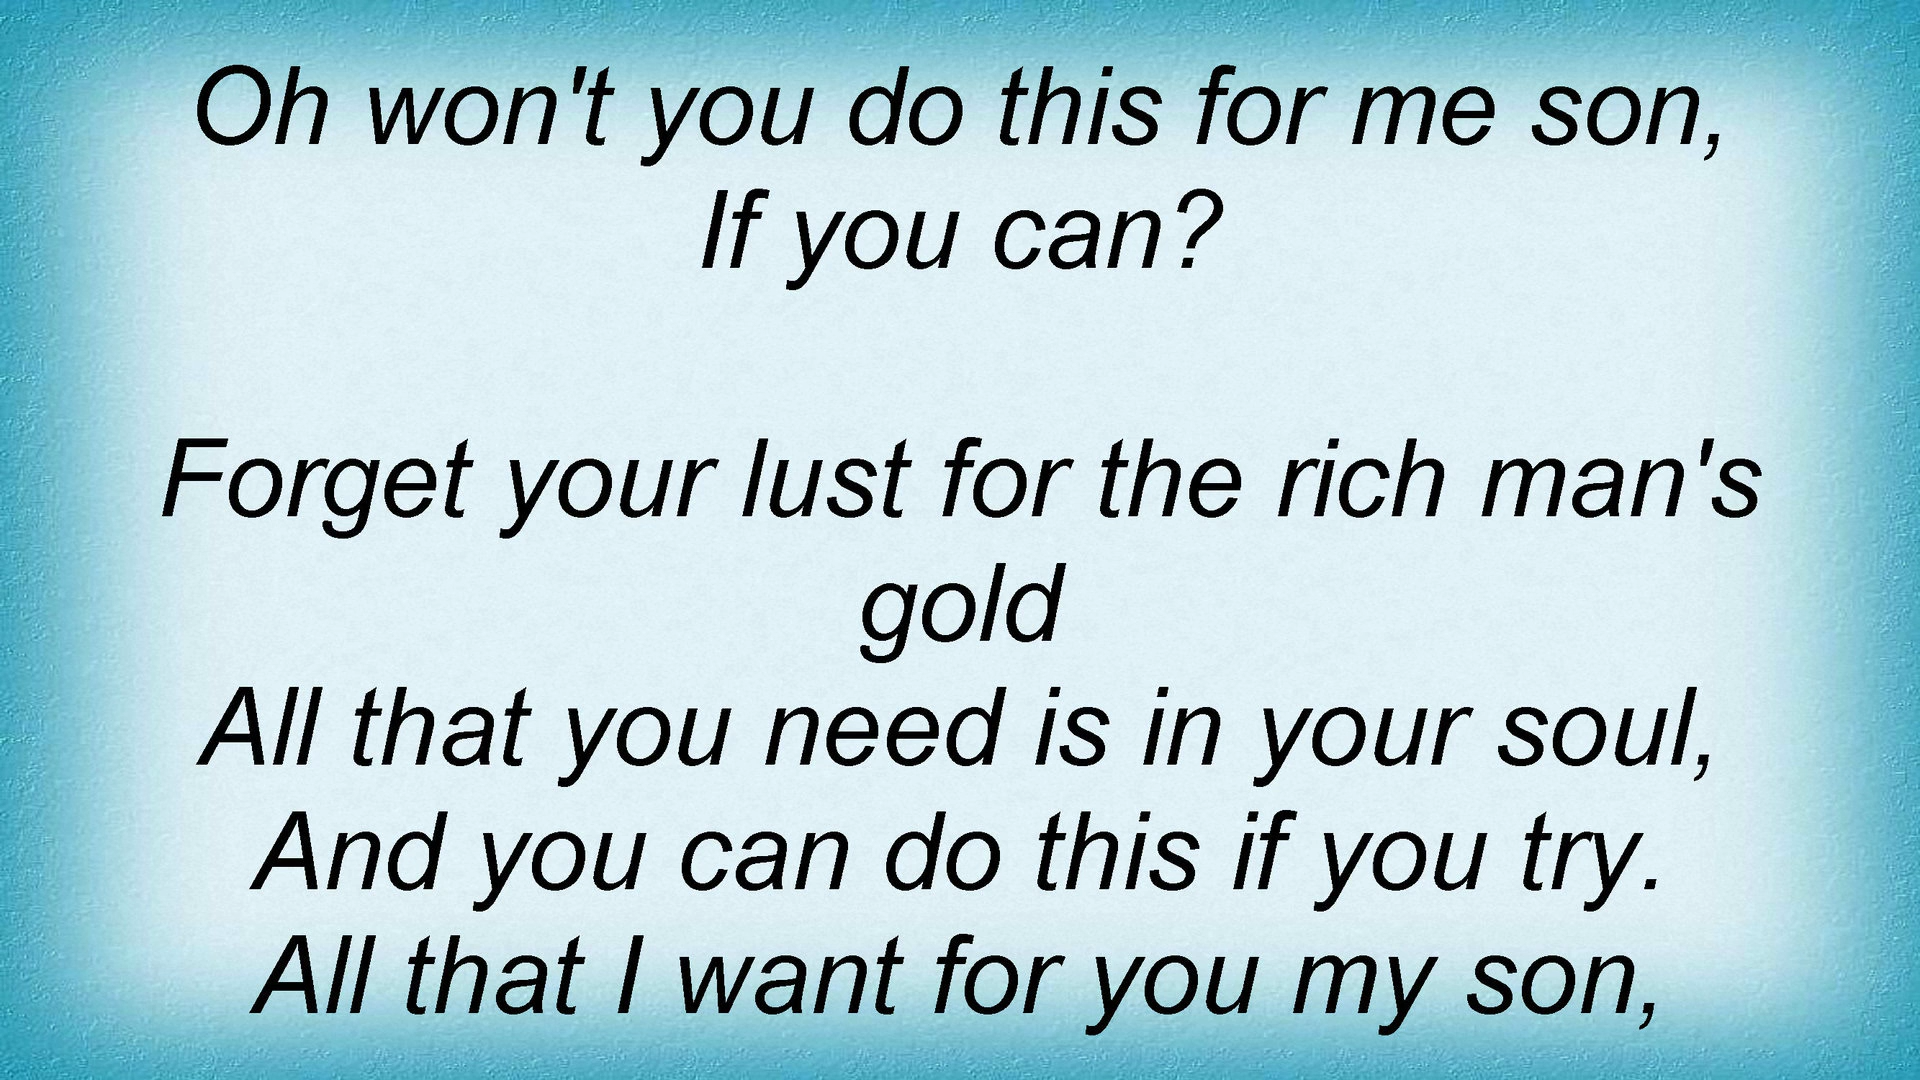 Oh won't you do this for me son,
If you can?
Forget your lust for the rich man's
gold
All that you need is in your soul,
And you can do this if you try.
All that I want for you my son,